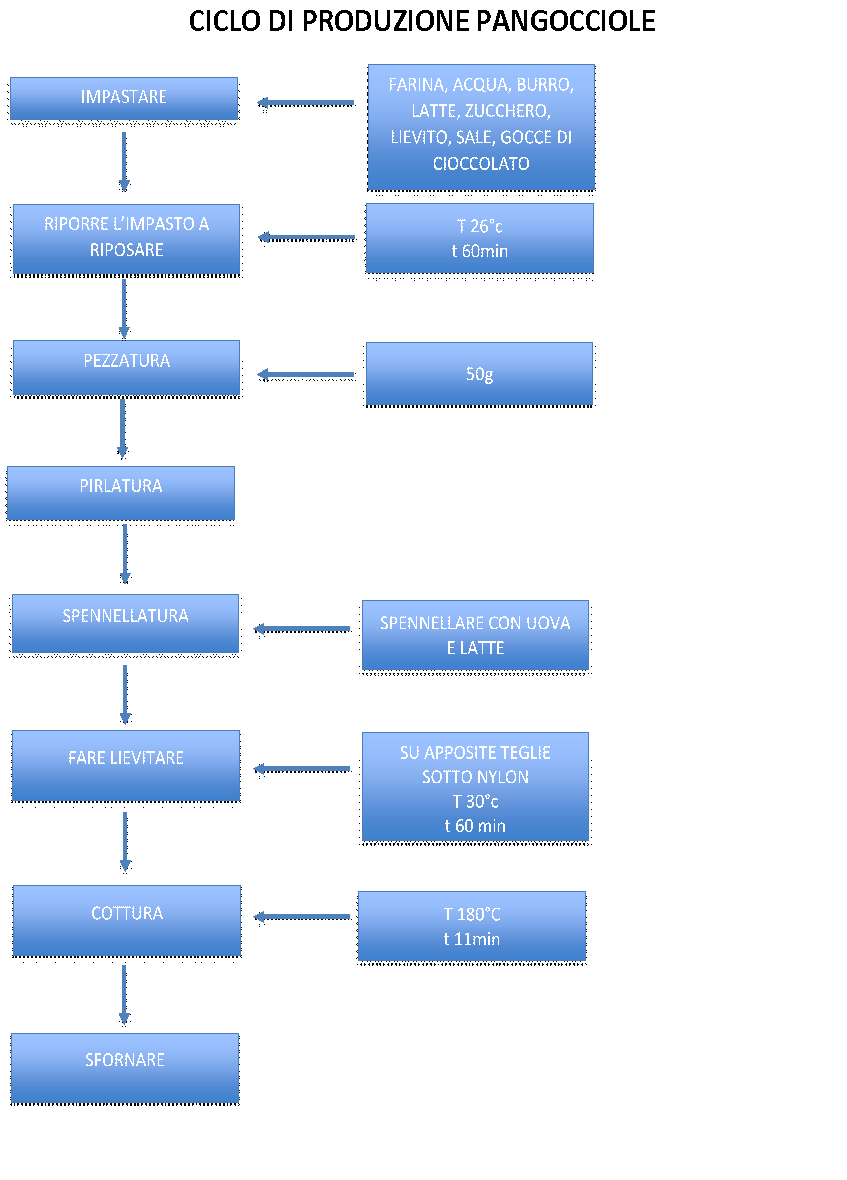 CICLO DI PRODUZIONE PANGOCCIOLE
IMPASTARE
FARINA, ACQUA, BURRO,
LATTE, ZUCCHERO,
LIEVITO, SALE, GOCCE DI
CIOCCOLATO
RIPORRE L'IMPASTO A
RIPOSARE
T 26°c
t 60min
PEZZATURA
50g
PIRLATURA
SPENNELLATURA
SPENNELLARE CON UOVA
E LATTE
FARE LIEVITARE
SU APPOSITE TEGLIE
SOTTO NYLON
T 30°c
t 60 min
COTTURA
T 180°C
t 11min
SFORNARE